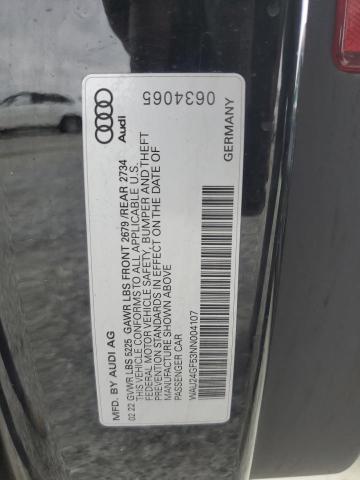 MFD. BY AUDI AG
02.22 GVWR LBS 5225 GAWR LBS FRONT 2679 /REAR 2734
THIS VEHICLE CONFORMS TO ALL APPLICABLE U.S.
FEDERAL MOTOR VEHICLE SAFETY, BUMPER AND THEFT
PREVENTION STANDARDS IN EFFECT ON THE DATE OF
MANUFACTURE SHOWN ABOVE
PASSENGER CAR
WAU24GF53NN004107
Audi
0634065
GERMANY